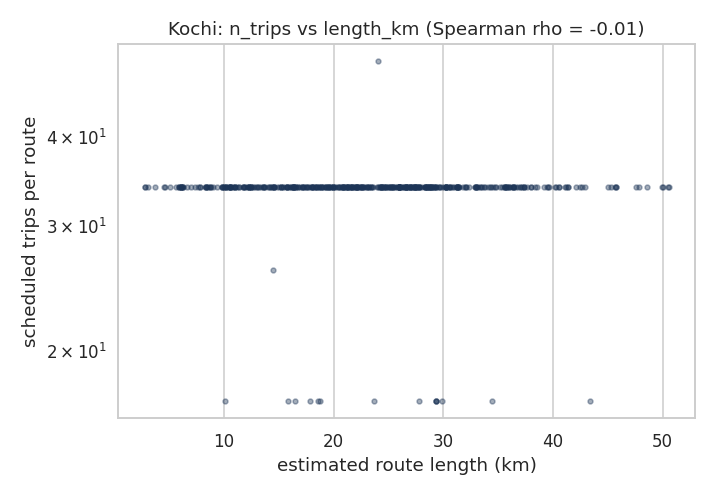 Kochi: n_trips vs length_km (Spearman rho = -0.01)
scheduled trips per route
4 × 10¹
3 × 10¹
2 × 10¹
10 20 30 40 50
estimated route length (km)